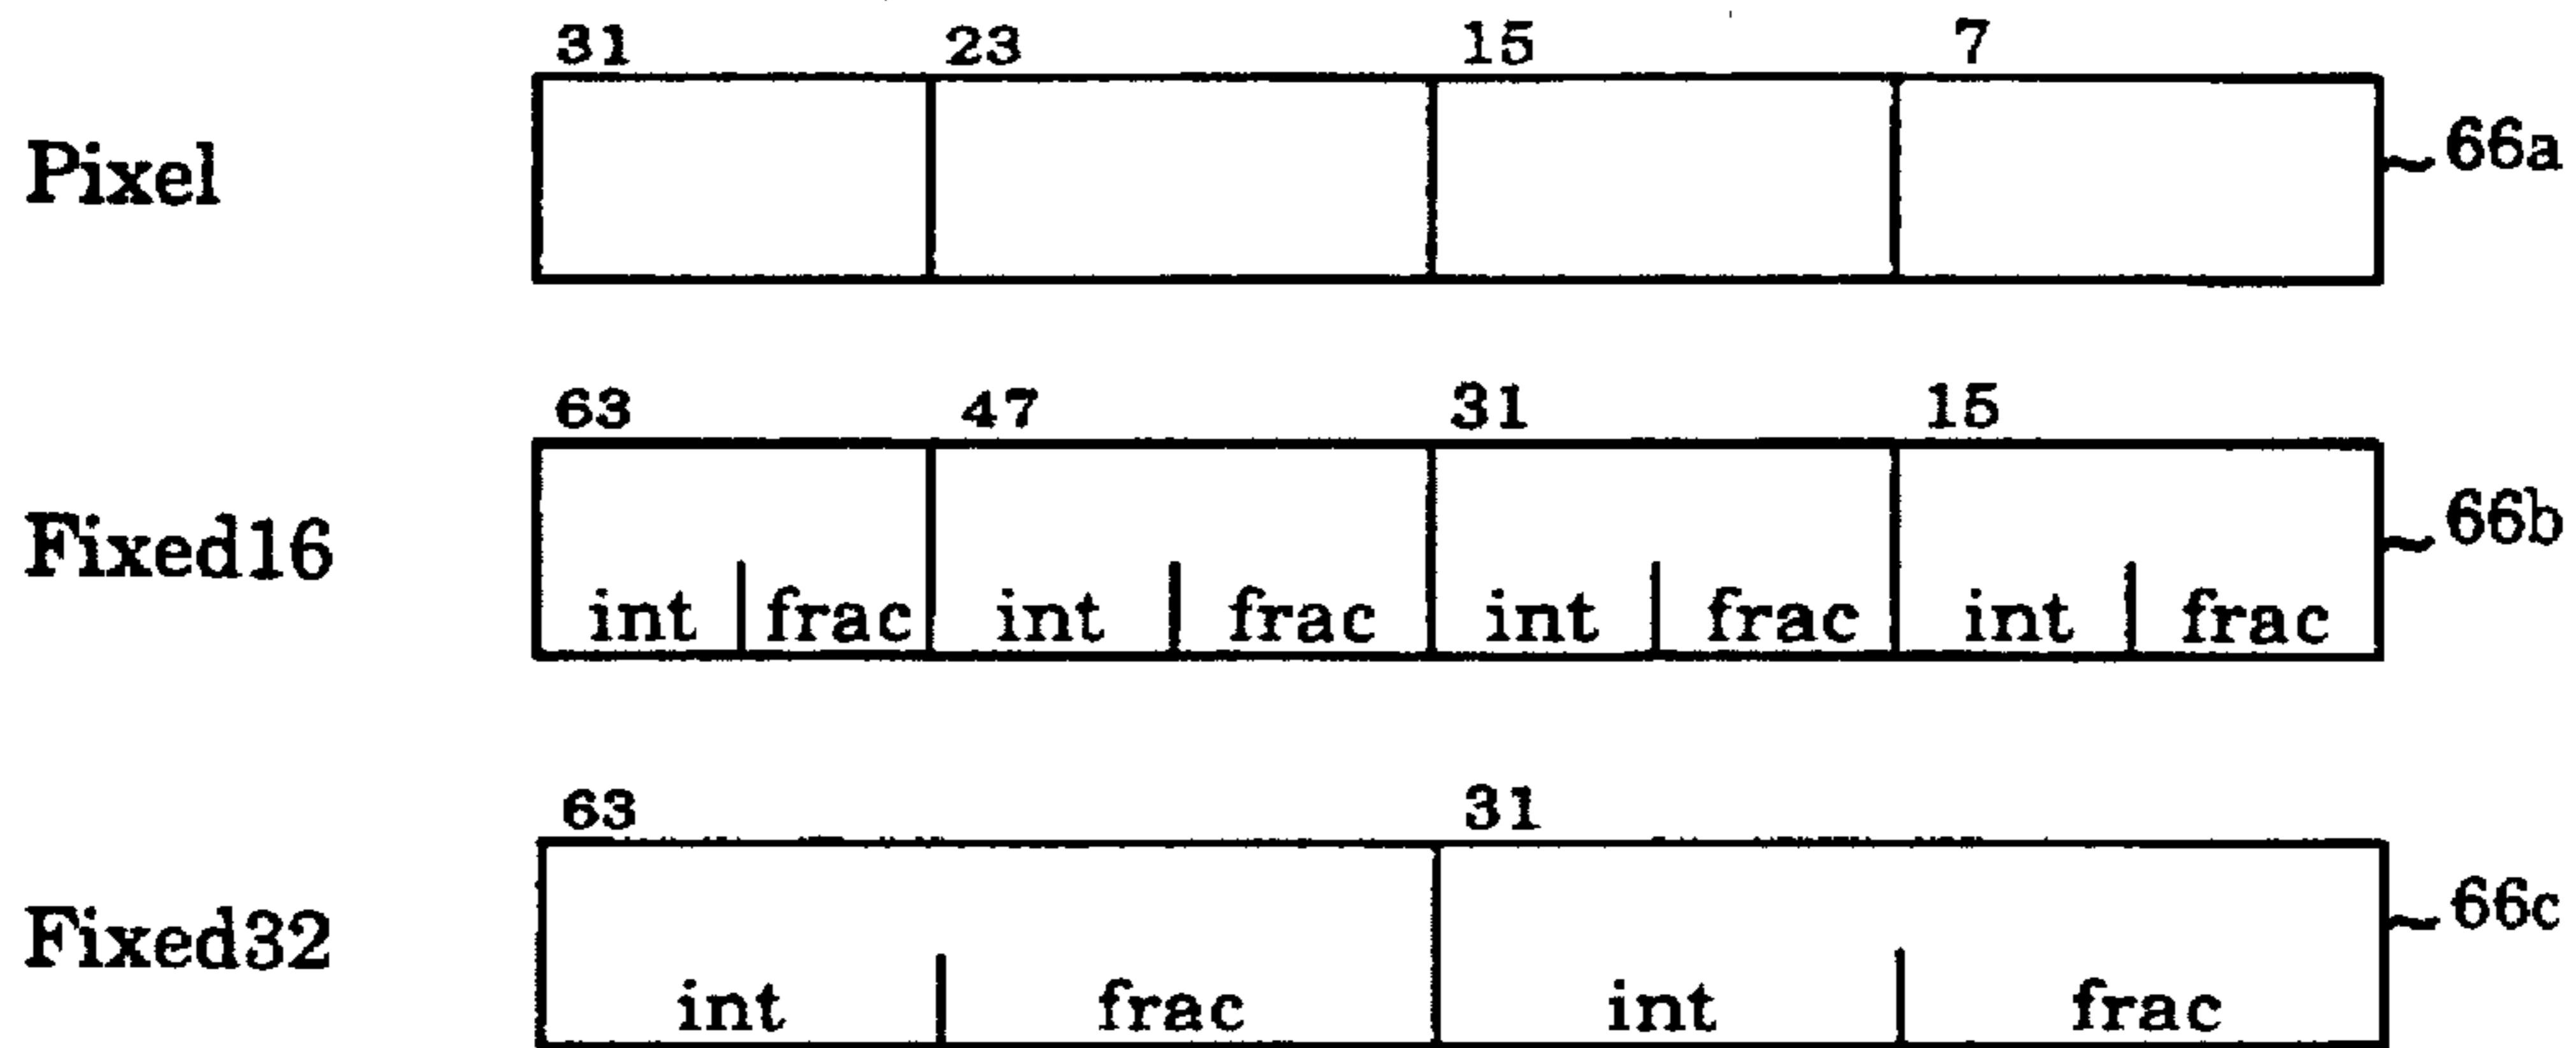 31 23 15 7
Pixel 66a
63 47 31 15
Fixed16 66b
int frac int frac int frac int frac
63 31
Fixed32 66c
int frac int frac